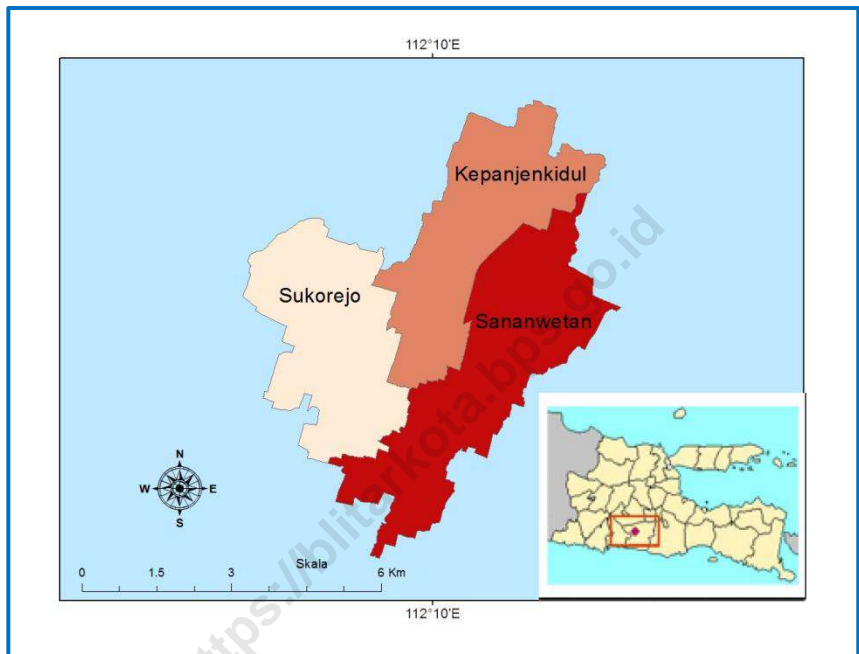 112°10'E
Kepanjenkidul
Sukorejo
Sananwetan
N
W
E
S
Skala
0 1.5 3 6 Km
112°10'E
https://blitarkota.bps.go.id